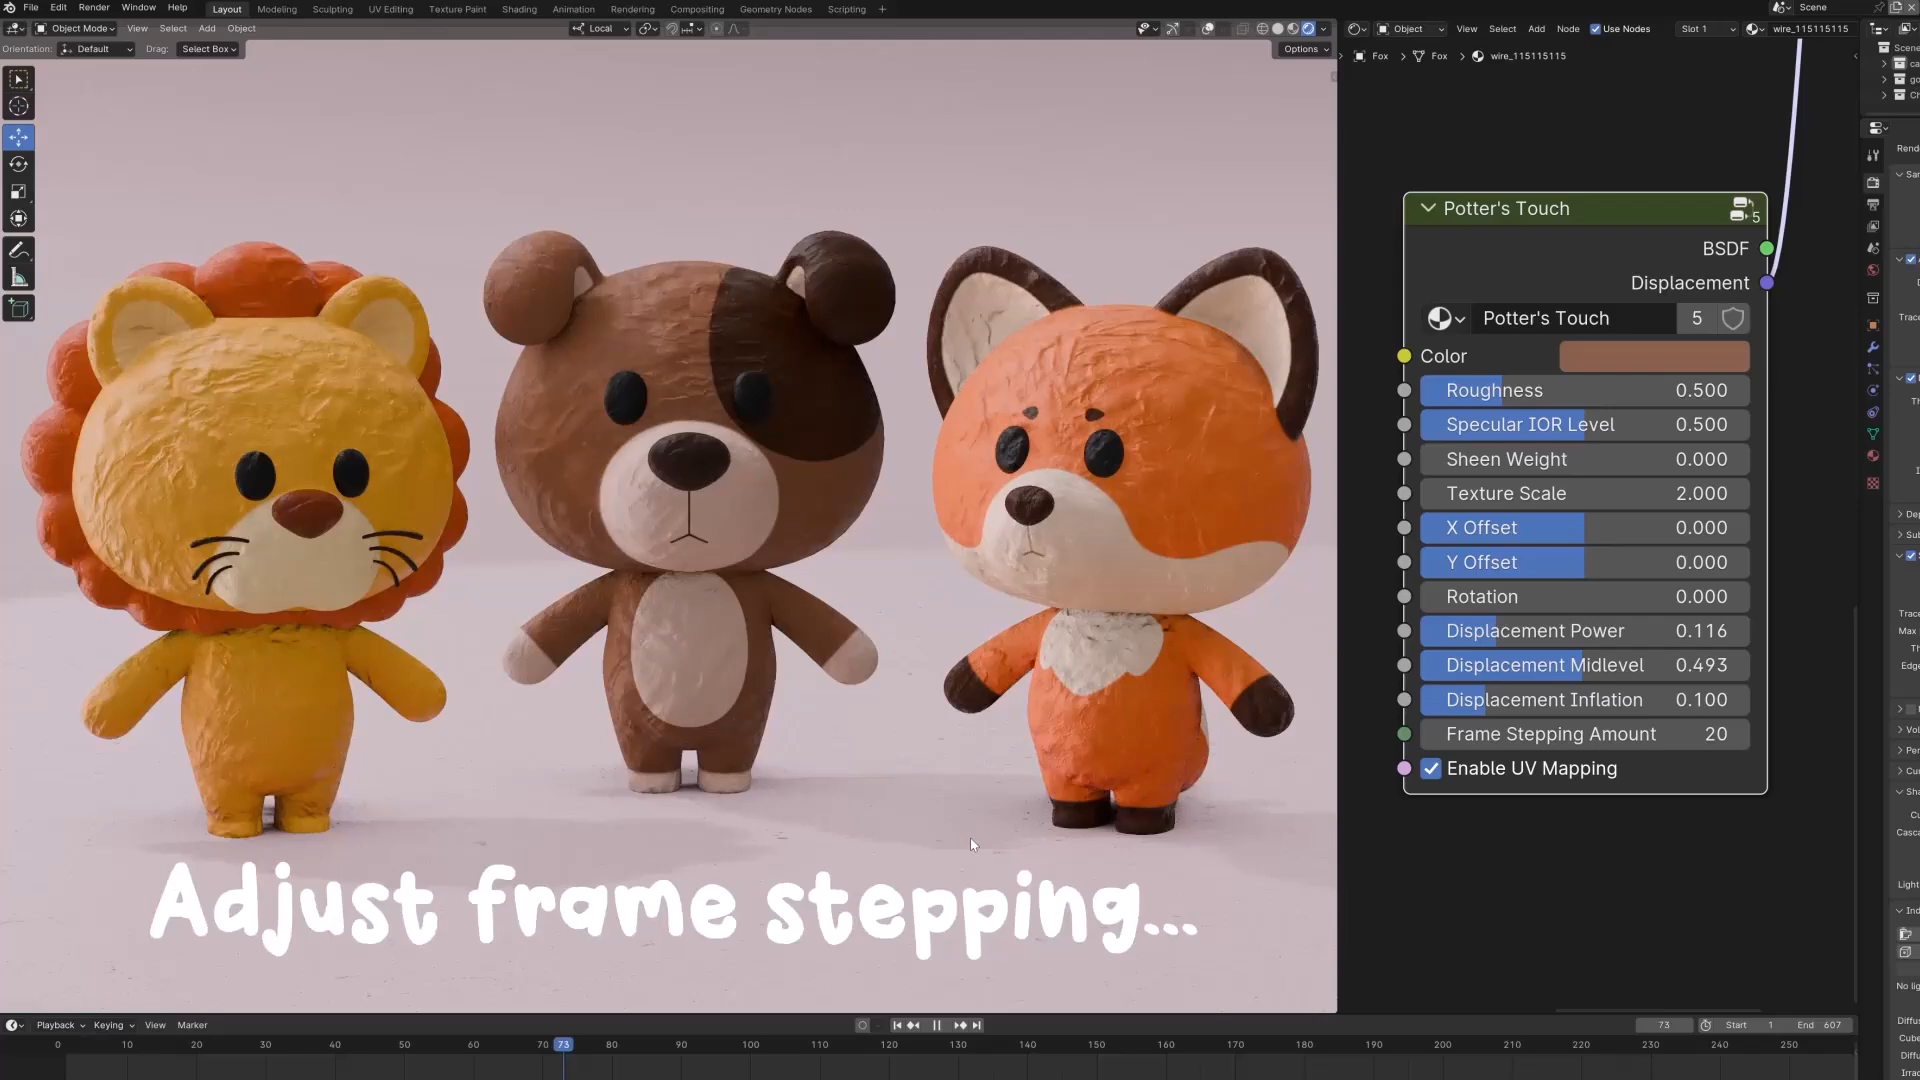 File Edit Render Window Help Layout Modeling Sculpting UV Editing Texture Paint Shading Animation Rendering Compositing Geometry Nodes Scripting + Scene
Object Mode View Select Add Object Local Object View Select Add Node Use Nodes Slot 1 wire_115115115
Orientation: Default Drag: Select Box Options
Fox > Fox > wire_115115115
Potter's Touch
5
BSDF
Displacement
Potter's Touch 5
Color
Roughness 0.500
Specular IOR Level 0.500
Sheen Weight 0.000
Texture Scale 2.000
X Offset 0.000
Y Offset 0.000
Rotation 0.000
Displacement Power 0.116
Displacement Midlevel 0.493
Displacement Inflation 0.100
Frame Stepping Amount 20
Enable UV Mapping
Adjust frame stepping...
Playback Keying View Marker 73 Start 1 End 607
0 10 20 30 40 50 60 70 73 80 90 100 110 120 130 140 150 160 170 180 190 200 210 220 230 240 250